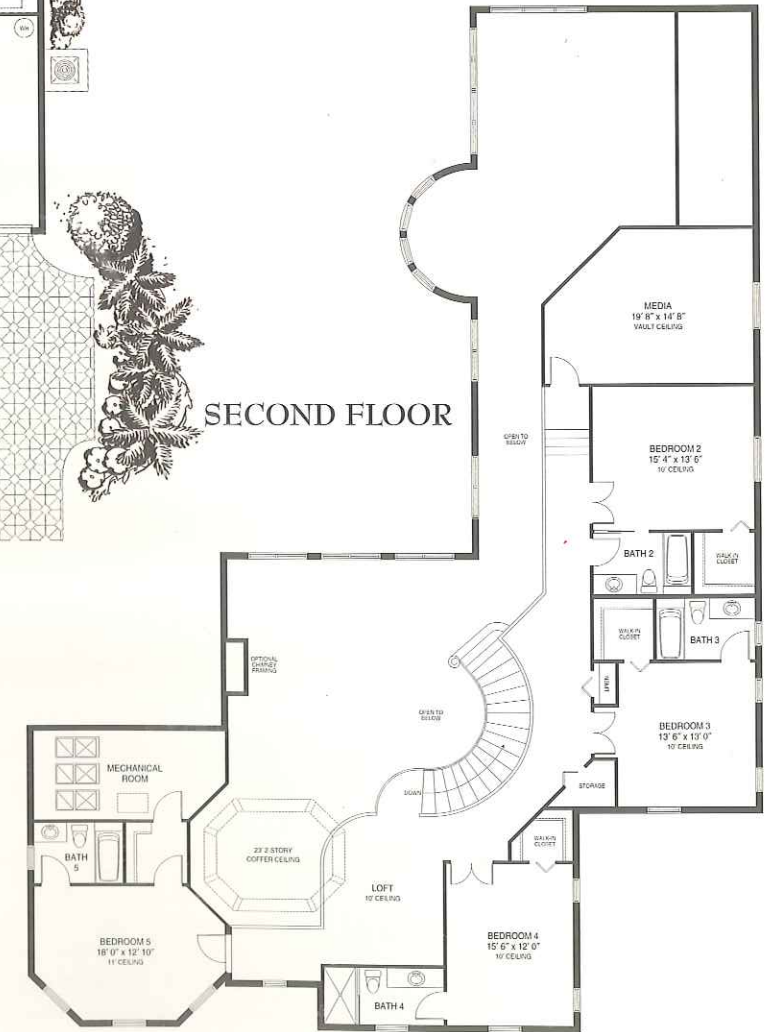 WH
SECOND FLOOR
MEDIA
19' 8" x 14' 8"
VAULT CEILING
OPEN TO
BELOW
BEDROOM 2
15' 4" x 13' 6"
10' CEILING
BATH 2
WALK IN
CLOSET
WALK IN
CLOSET
BATH 3
OPTIONAL
CHIMNEY
FRAMING
LINEN
OPEN TO
BELOW
BEDROOM 3
13' 6" x 13' 0"
10' CEILING
MECHANICAL
ROOM
STORAGE
DOWN
WALK-IN
CLOSET
23' 2 STORY
COFFER CEILING
BATH
5
LOFT
10' CEILING
BEDROOM 5
18' 0" x 12' 10"
11' CEILING
BEDROOM 4
15' 6" x 12' 0"
10' CEILING
BATH 4